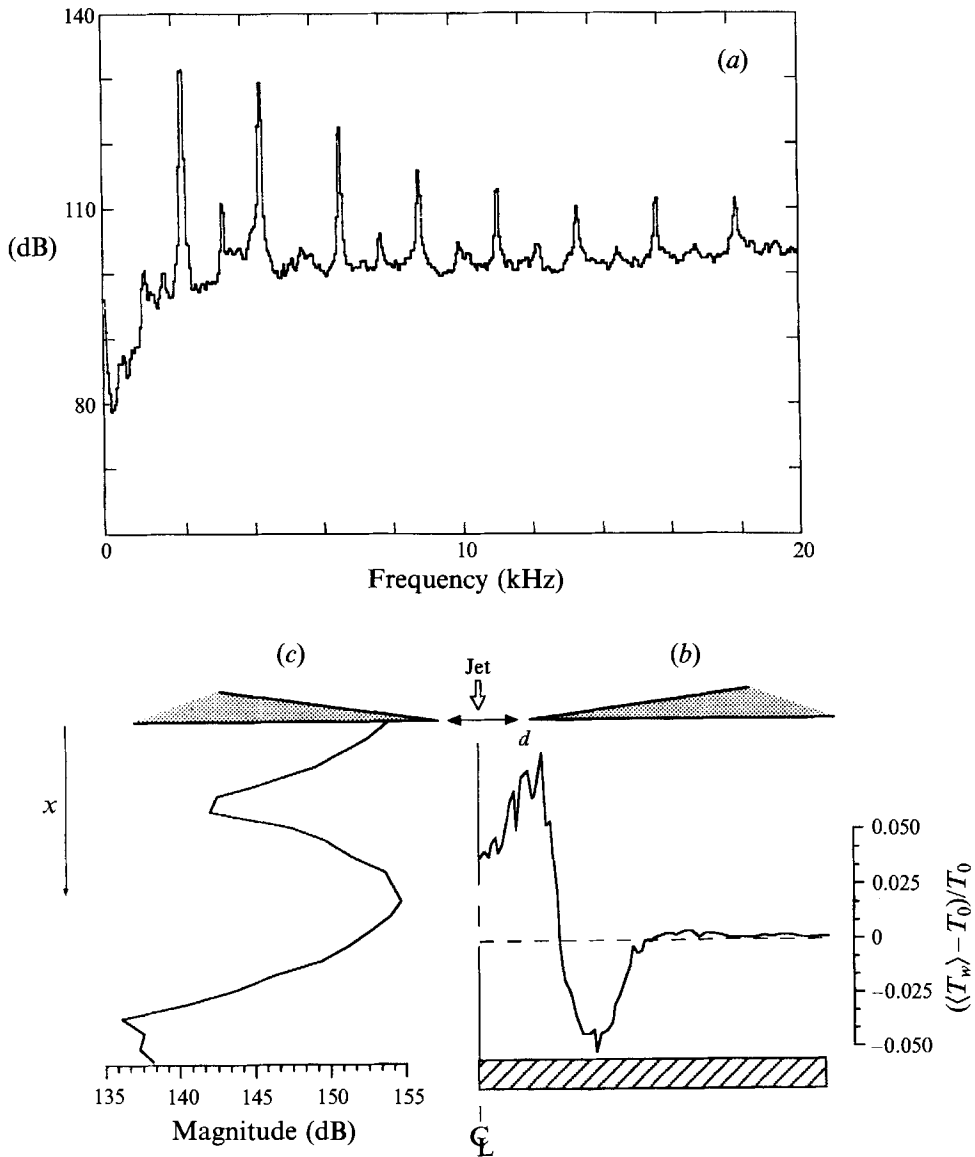 140
(a)
110
(dB)
80
0
10
20
Frequency (kHz)
(c)
Jet
(b)
d
x
0.050
0.025
0
−0.025
−0.050
(⟨T_w⟩ − T_0)/T_0
135
140
145
150
155
Magnitude (dB)
℄